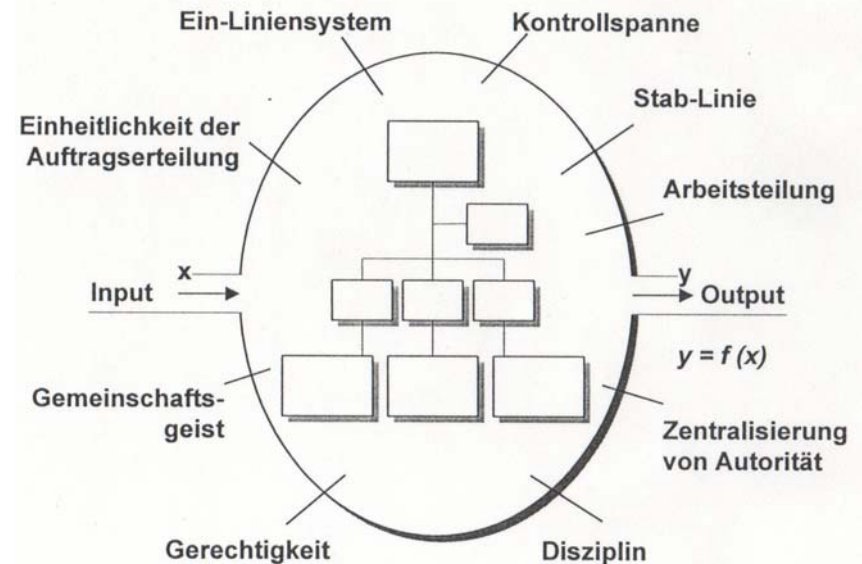 Ein-Liniensystem
Kontrollspanne
Einheitlichkeit der
Auftragserteilung
Stab-Linie
Arbeitsteilung
x
Input
y
Output
y = f (x)
Gemeinschafts-
geist
Zentralisierung
von Autorität
Gerechtigkeit
Disziplin